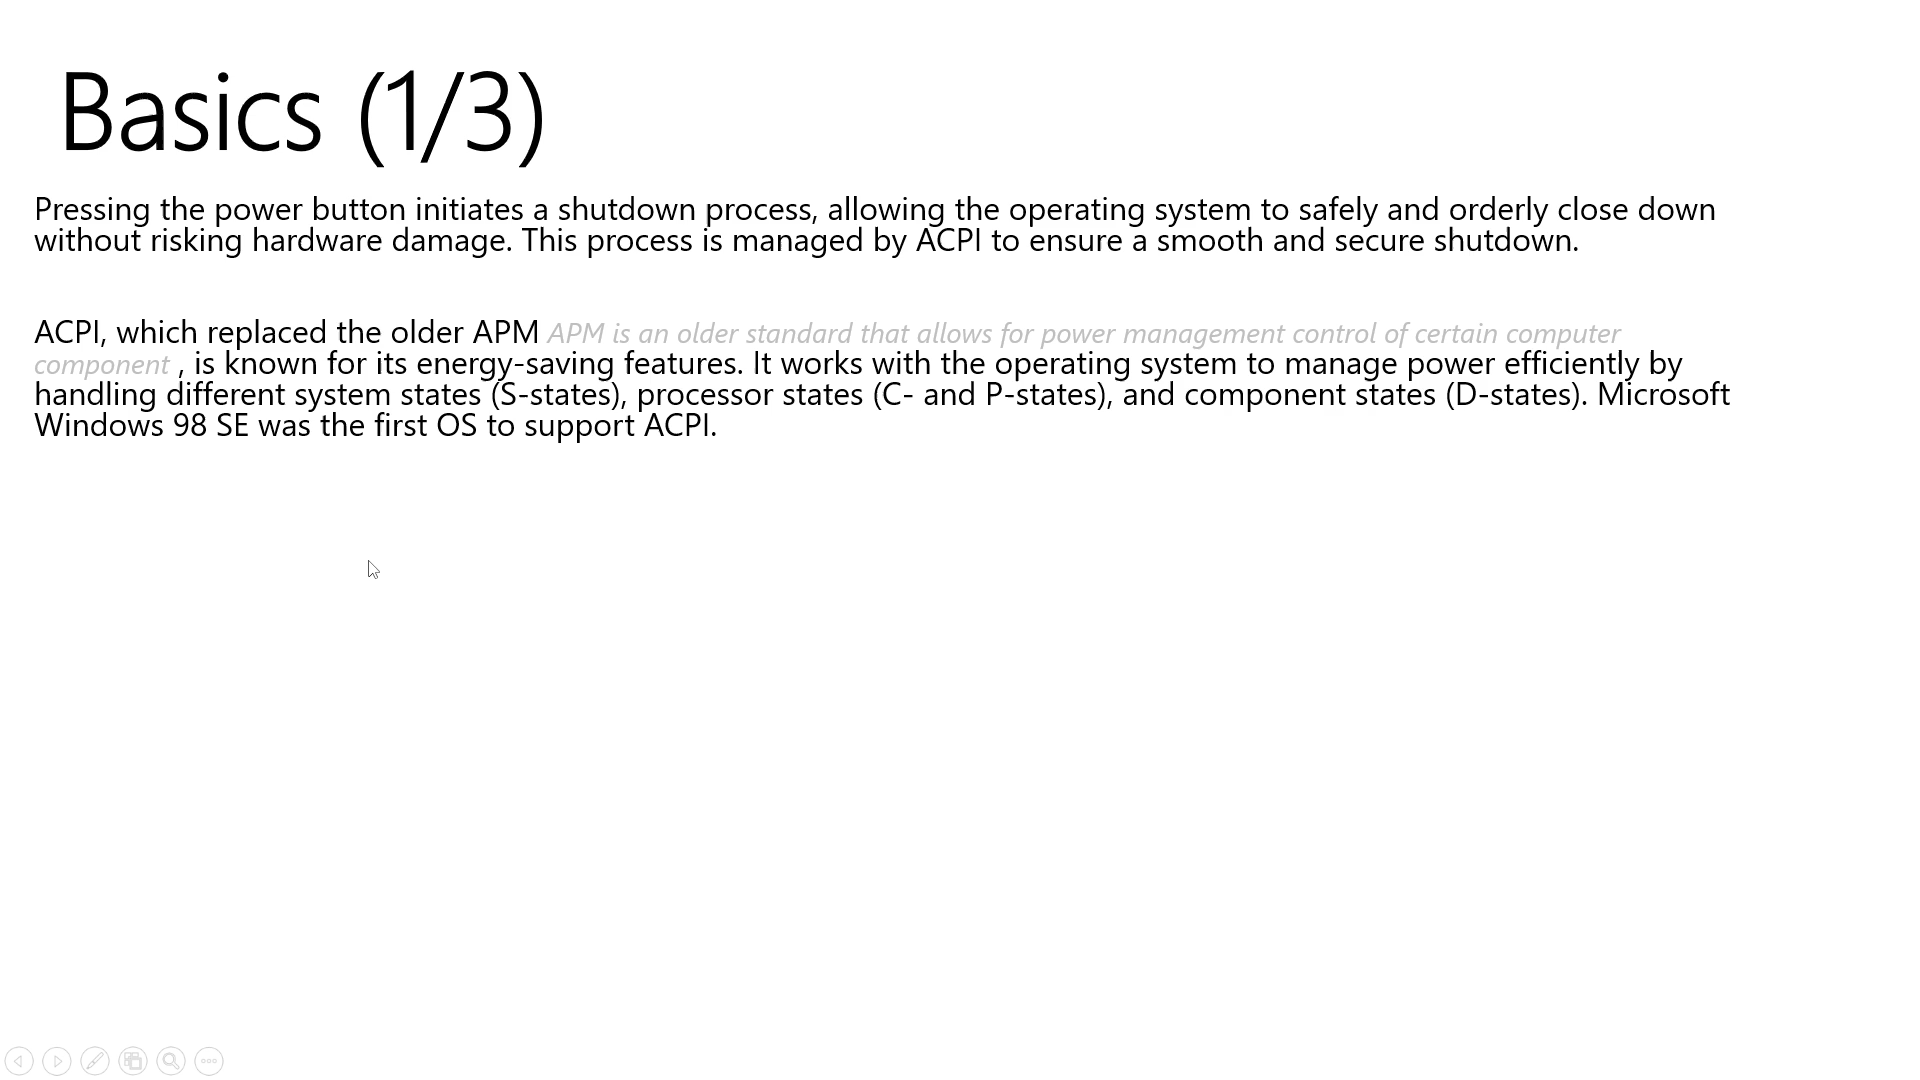 Basics (1/3)
Pressing the power button initiates a shutdown process, allowing the operating system to safely and orderly close down
without risking hardware damage. This process is managed by ACPI to ensure a smooth and secure shutdown.
ACPI, which replaced the older APM APM is an older standard that allows for power management control of certain computer
component , is known for its energy-saving features. It works with the operating system to manage power efficiently by
handling different system states (S-states), processor states (C- and P-states), and component states (D-states). Microsoft
Windows 98 SE was the first OS to support ACPI.